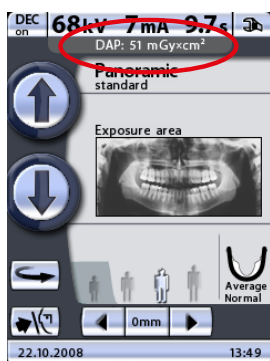 DEC on 68kV 7mA 9.7s
DAP: 51 mGy×cm²
Panoramic
standard
Exposure area
Average
Normal
0mm
22.10.2008 13:49